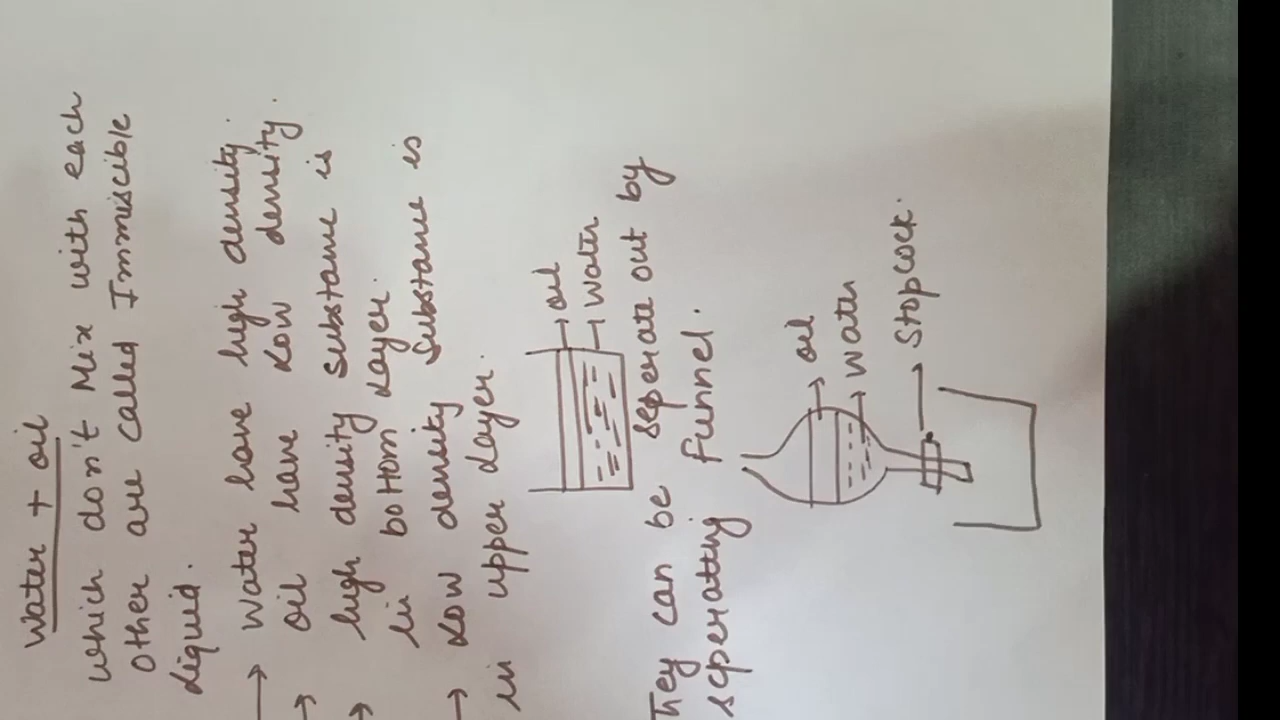 Water + oil
which don't Mix with each
Other are called Immiscible
Liquid.
→ Water have high density.
→ oil have Low density.
→ high density Substance is
in bottom Layer.
→ Low density Substance is
in upper Layer.
→ oil
→ Water
They can be seperate out by
seperatting funnel.
→ oil
→ Water
→ Stopcock.